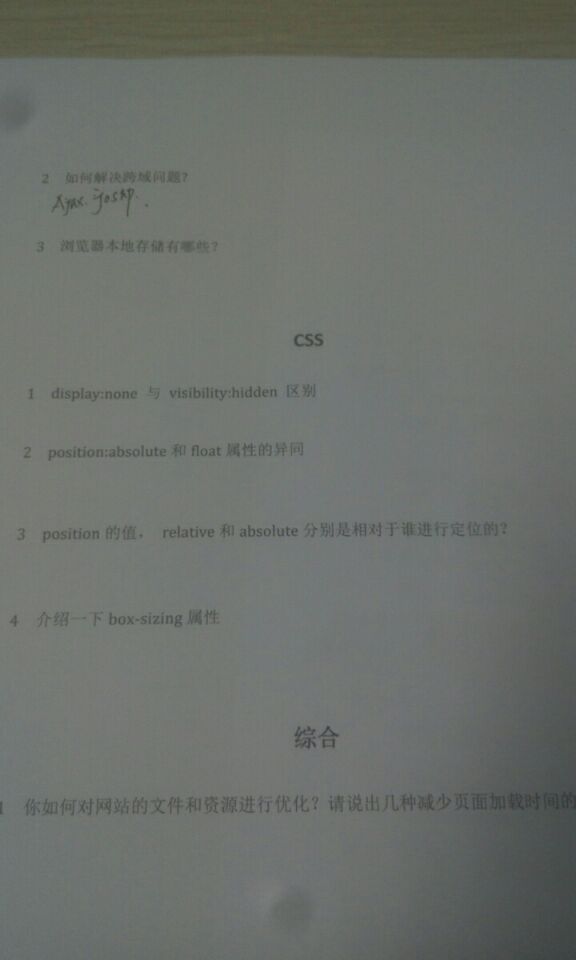 2 如何解决跨域问题?
Ajax. josnp.
3 浏览器本地存储有哪些?
CSS
1 display:none 与 visibility:hidden 区别
2 position:absolute 和 float 属性的异同
3 position 的值， relative 和 absolute 分别是相对于谁进行定位的?
4 介绍一下 box-sizing 属性
综合
1 你如何对网站的文件和资源进行优化? 请说出几种减少页面加载时间的